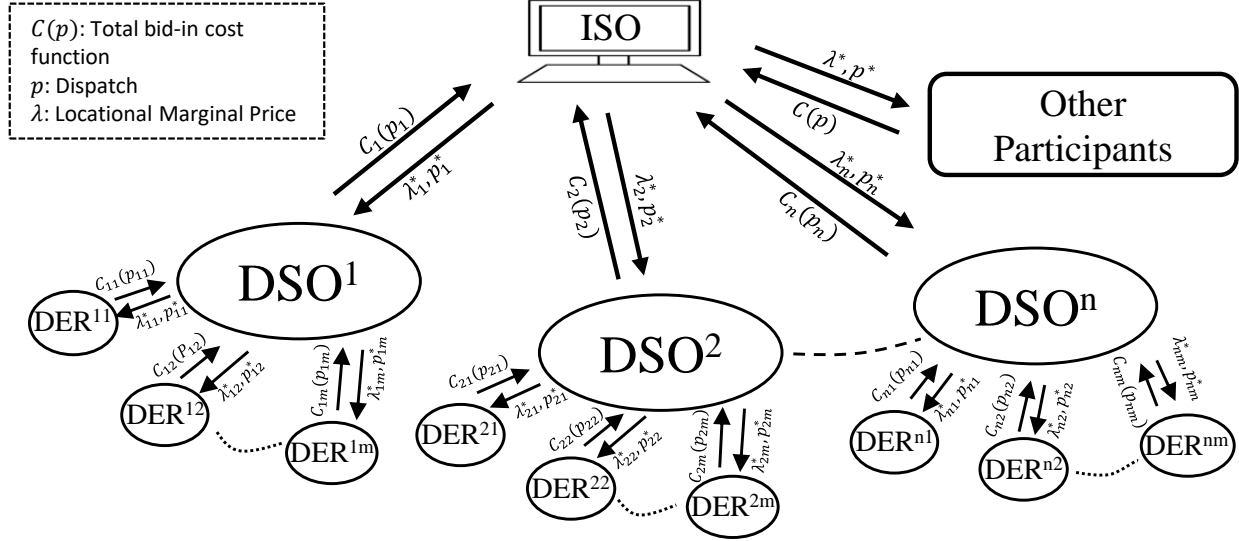 C(p): Total bid-in cost
function
p: Dispatch
λ: Locational Marginal Price
ISO
λ*, p*
C(p)
Other
Participants
C₁(p₁)
λ₁*, p₁*
C₂(p₂)
λ₂*, p₂*
λₙ*, pₙ*
Cₙ(pₙ)
DSO¹
DSO²
DSOⁿ
C₁₁(p₁₁)
λ₁₁*, p₁₁*
DER¹¹
C₁₂(p₁₂)
λ₁₂*, p₁₂*
DER¹²
C₁ₘ(p₁ₘ)
λ₁ₘ*, p₁ₘ*
DER¹ᵐ
C₂₁(p₂₁)
λ₂₁*, p₂₁*
DER²¹
C₂₂(p₂₂)
λ₂₂*, p₂₂*
DER²²
C₂ₘ(p₂ₘ)
λ₂ₘ*, p₂ₘ*
DER²ᵐ
Cₙ₁(pₙ₁)
λₙ₁*, pₙ₁*
DERⁿ¹
Cₙ₂(pₙ₂)
λₙ₂*, pₙ₂*
DERⁿ²
Cₙₘ(pₙₘ)
λₙₘ*, pₙₘ*
DERⁿᵐ